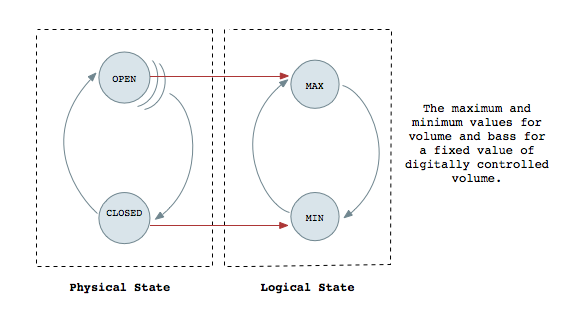 OPEN
MAX
The maximum and
minimum values for
volume and bass for
a fixed value of
digitally controlled
volume.
CLOSED
MIN
Physical State
Logical State